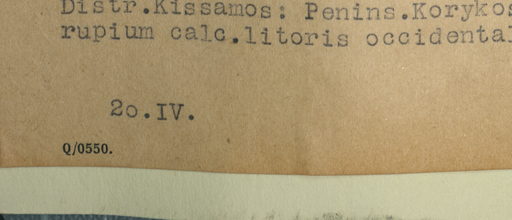 Distr.Kissamos: Penins.Korykos
rupium calc.litoris occidental
2o.IV.
Q/0550.